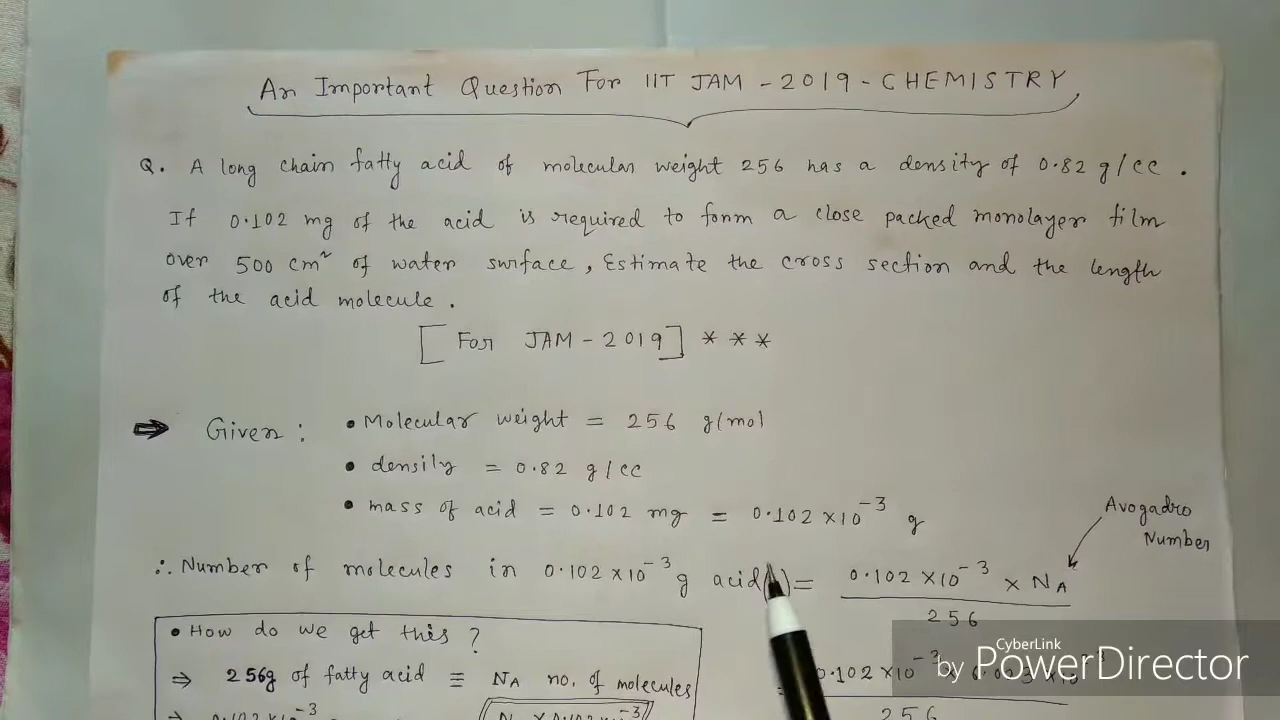 An Important Question For IIT JAM - 2019 - CHEMISTRY
Q. A long chain fatty acid of molecular weight 256 has a density of 0.82 g/cc .
If 0.102 mg of the acid is required to form a close packed monolayer film
over 500 cm² of water surface, Estimate the cross section and the length
of the acid molecule .
[For JAM - 2019] * * *
⇒ Given :
• Molecular weight = 256 g/mol
• density = 0.82 g/cc
• mass of acid = 0.102 mg = 0.102 × 10⁻³ g
Avogadro
Number
∴ Number of molecules in 0.102 × 10⁻³ g acid = 0.102 × 10⁻³ × N_A
256
• How do we get this ?
⇒ 256g of fatty acid ≡ N_A no. of molecules
0.102 × 10⁻³
256
CyberLink
by PowerDirector